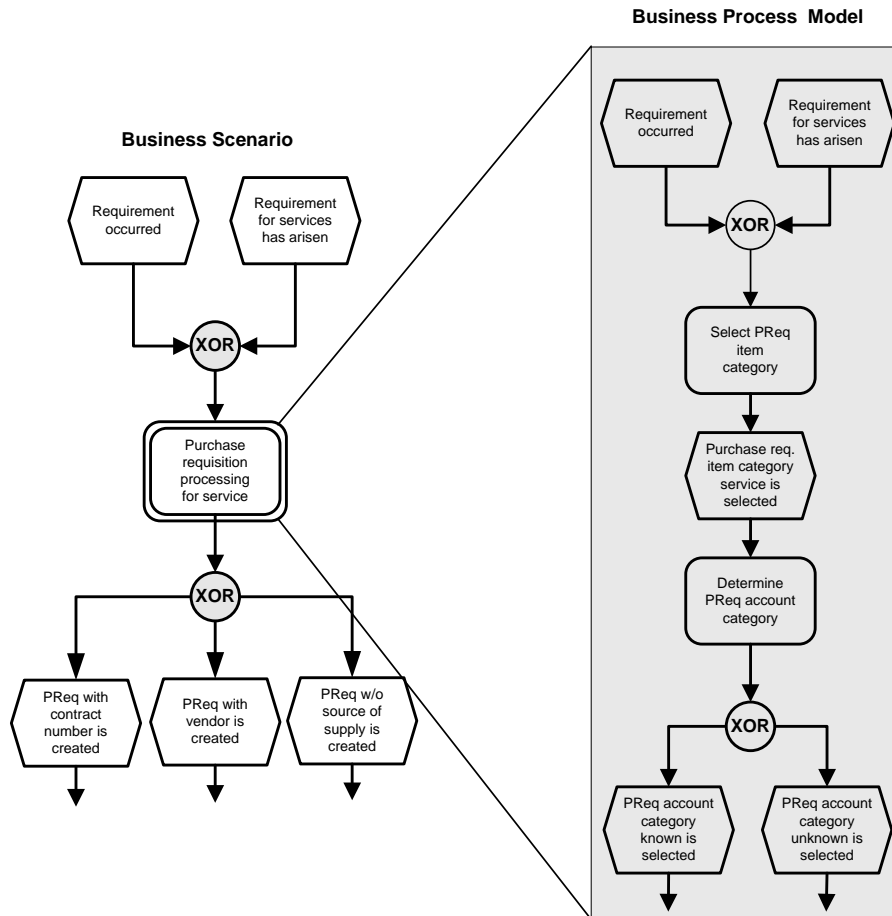 Business Process Model
Business Scenario
Requirement
occurred
Requirement
for services
has arisen
XOR
Purchase
requisition
processing
for service
XOR
PReq with
contract
number is
created
PReq with
vendor is
created
PReq w/o
source of
supply is
created
Requirement
occurred
Requirement
for services
has arisen
XOR
Select PReq
item
category
Purchase req.
item category
service is
selected
Determine
PReq account
category
XOR
PReq account
category
known is
selected
PReq account
category
unknown is
selected